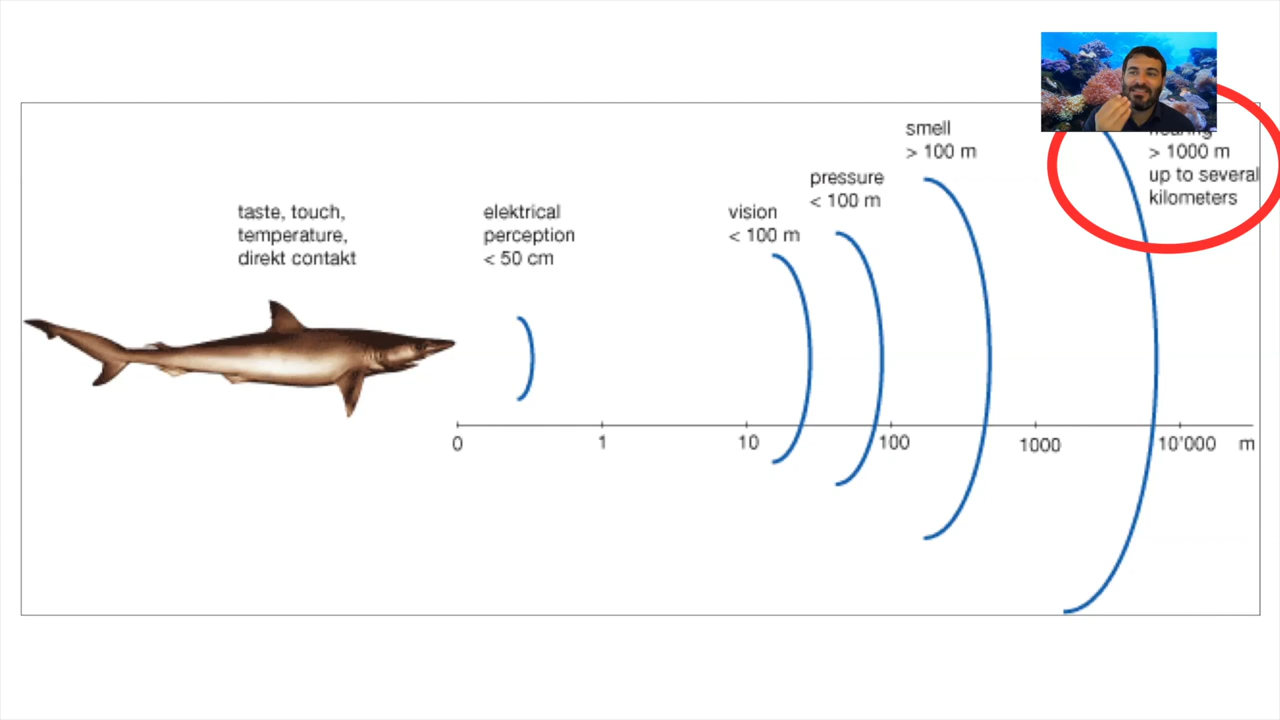 taste, touch,
temperature,
direkt contakt
elektrical
perception
< 50 cm
vision
< 100 m
pressure
< 100 m
smell
> 100 m
hearing
> 1000 m
up to several
kilometers
0
1
10
100
1000
10'000
m